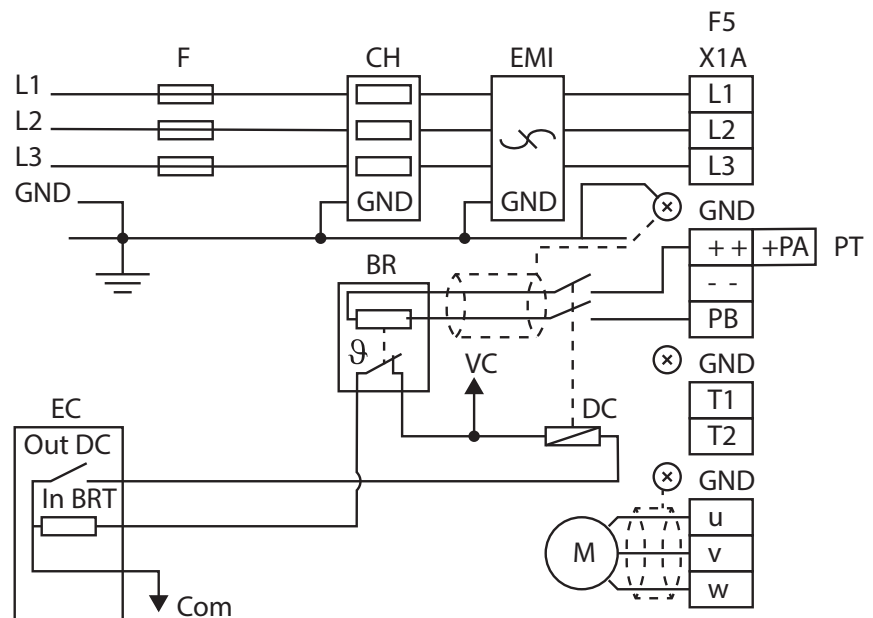 F5
F CH EMI X1A
L1 L1
L2 L2
L3 L3
GND GND GND GND
++ +PA PT
BR - -
PB
ϑ GND
VC T1
EC DC T2
Out DC
GND
In BRT u
M v
w
Com